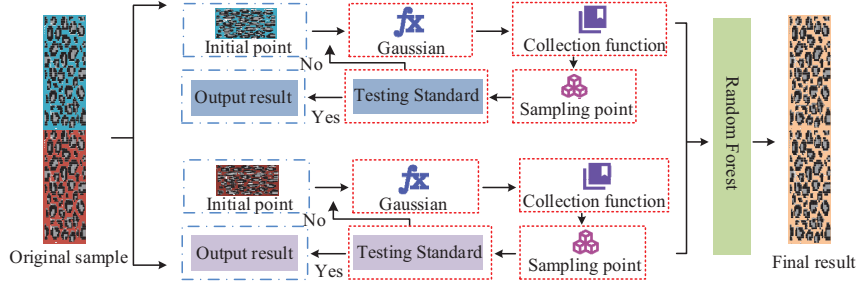 Initial point
Gaussian
Collection function
No
Output result
Testing Standard
Yes
Sampling point
Initial point
Gaussian
Collection function
No
Output result
Testing Standard
Yes
Sampling point
Original sample
Random Forest
Final result